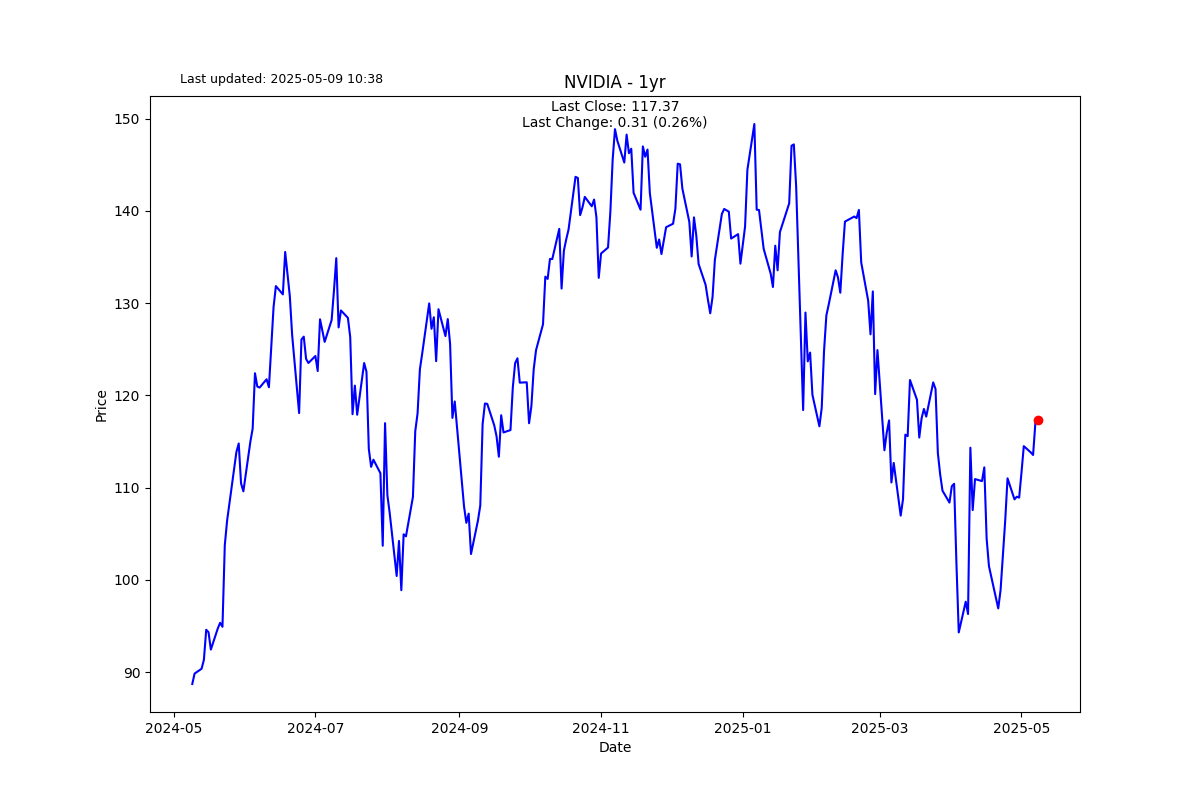 Last updated: 2025-05-09 10:38
NVIDIA - 1yr
Last Close: 117.37
Last Change: 0.31 (0.26%)
150
140
130
120
110
100
90
Price
2024-05
2024-07
2024-09
2024-11
2025-01
2025-03
2025-05
Date